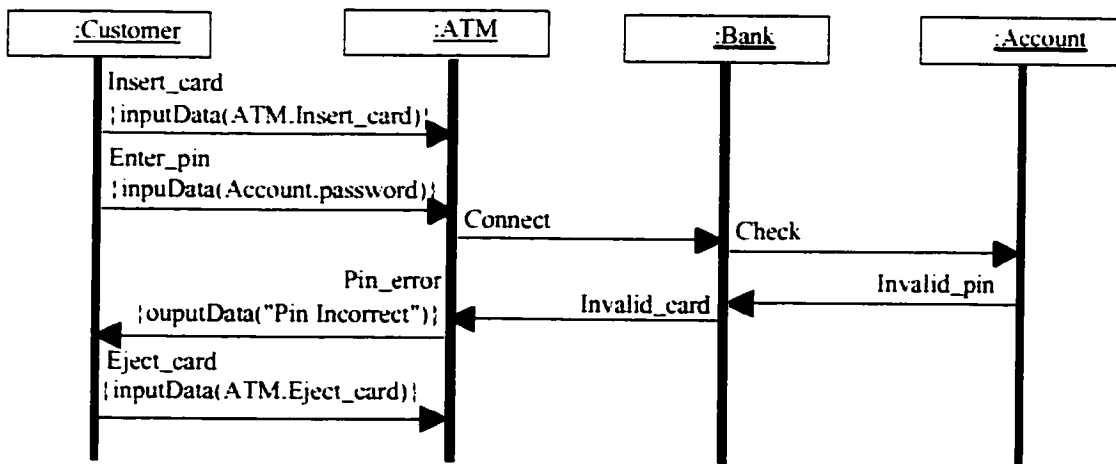 :Customer
:ATM
:Bank
:Account
Insert_card
{inputData(ATM.Insert_card)}
Enter_pin
{inpuData(Account.password)}
Connect
Check
Invalid_pin
Invalid_card
Pin_error
{ouputData("Pin Incorrect")}
Eject_card
{inputData(ATM.Eject_card)}